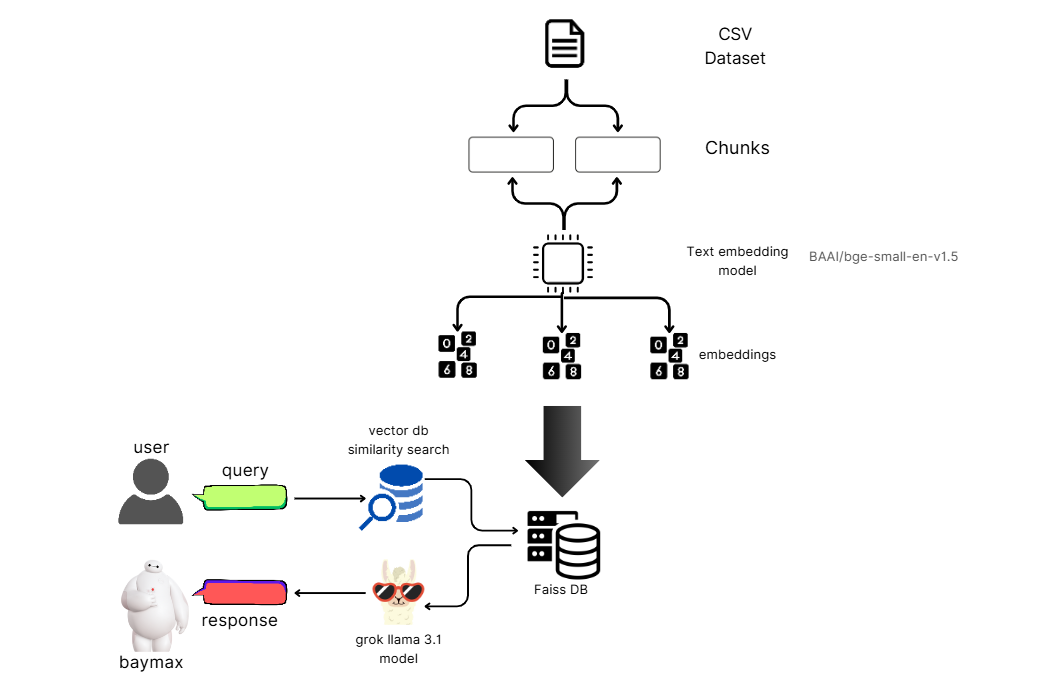 CSV
Dataset
Chunks
Text embedding
model
BAAI/bge-small-en-v1.5
0 2
4
6 8
0 2
4
6 8
0 2
4
6 8
embeddings
vector db
similarity search
user
query
Faiss DB
response
grok llama 3.1
model
baymax